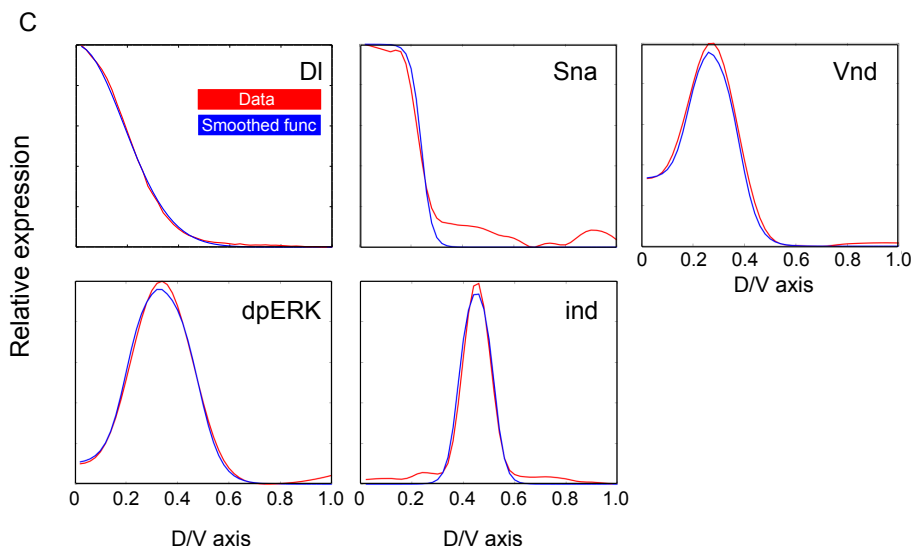 C
Dl
Data
Smoothed func
Sna
Vnd
0 0.2 0.4 0.6 0.8 1.0
D/V axis
Relative expression
dpERK
ind
0 0.2 0.4 0.6 0.8 1.0
0 0.2 0.4 0.6 0.8 1.0
D/V axis
D/V axis